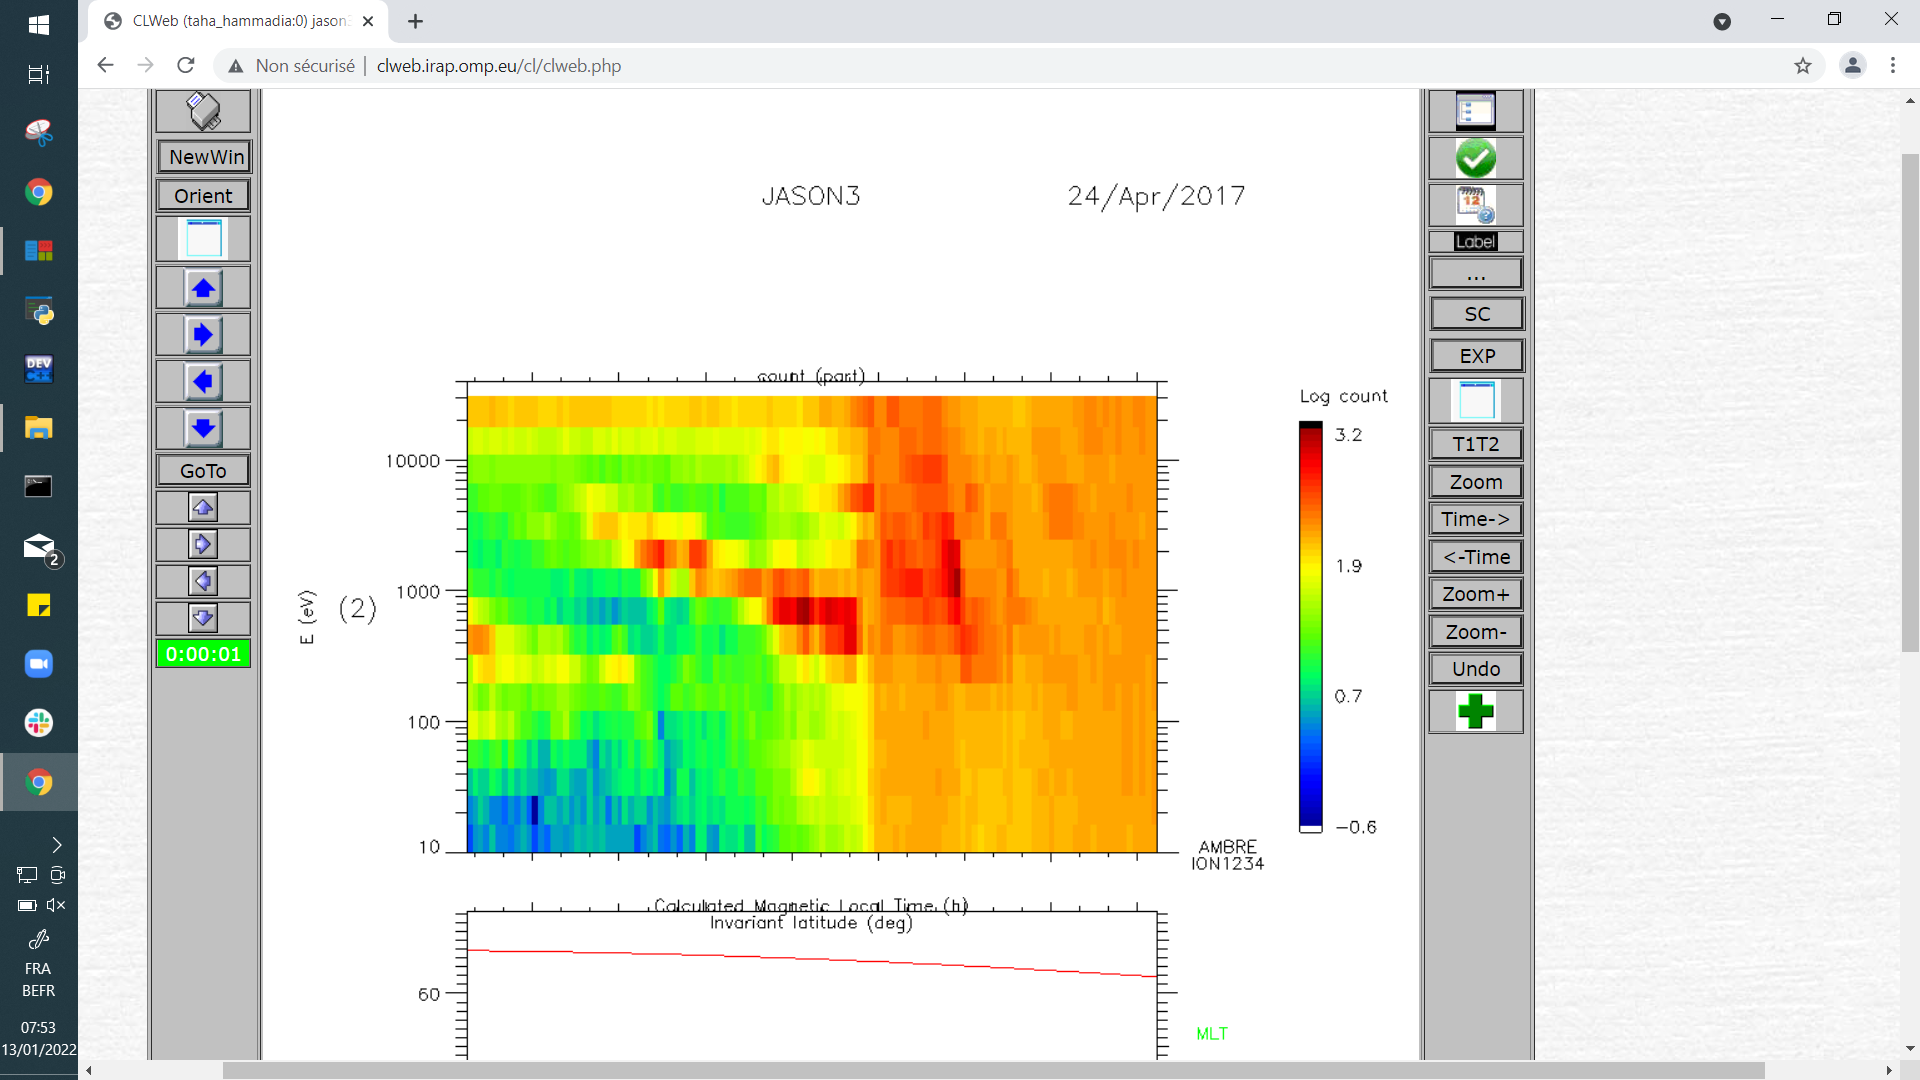 CLWeb (taha_hammadia:0) jason3
Non sécurisé
clweb.irap.omp.eu/cl/clweb.php
NewWin
Orient
GoTo
0:00:01
JASON3
24/Apr/2017
count (part)
10000
1000
100
10
E (eV)
(2)
Log count
3.2
1.9
0.7
−0.6
AMBRE
ION1234
Calculated Magnetic Local Time (h)
Invariant latitude (deg)
60
MLT
12
Label
...
SC
EXP
T1T2
Zoom
Time->
<-Time
Zoom+
Zoom-
Undo
DEV
C++
2
FRA
BEFR
07:53
13/01/2022